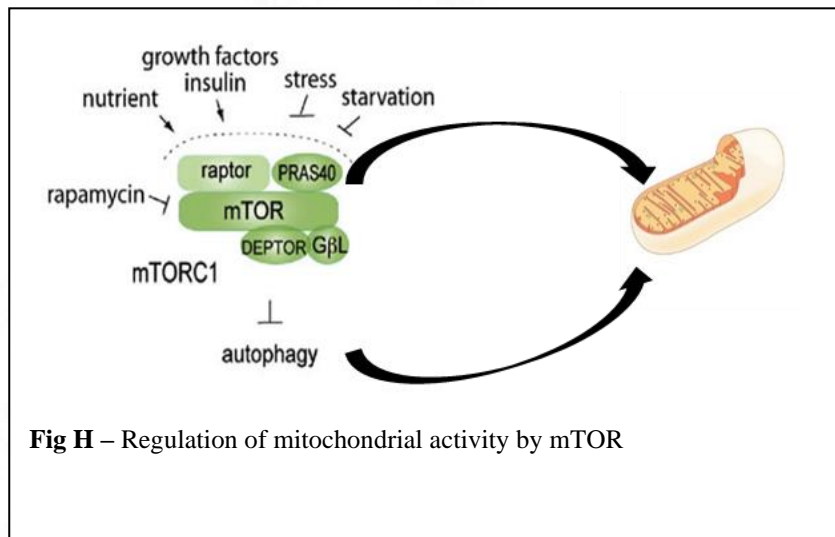 growth factors
insulin
stress
nutrient
starvation
raptor
PRAS40
rapamycin
mTOR
DEPTOR
GβL
mTORC1
autophagy
Fig H – Regulation of mitochondrial activity by mTOR